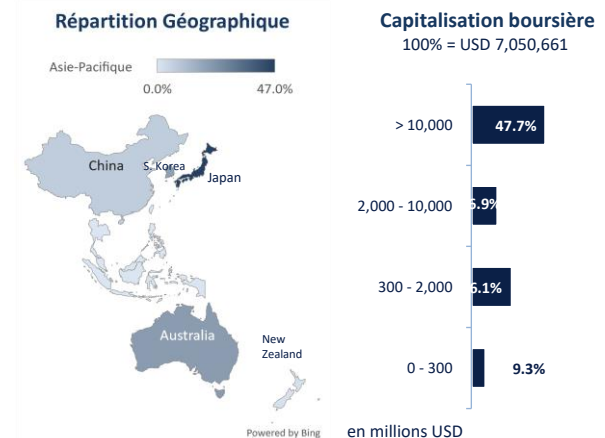 Répartition Géographique
Asie-Pacifique
0.0%
47.0%
China
S. Korea
Japan
Australia
New
Zealand
Powered by Bing
Capitalisation boursière
100% = USD 7,050,661
> 10,000
47.7%
2,000 - 10,000
300 - 2,000
0 - 300
9.3%
en millions USD